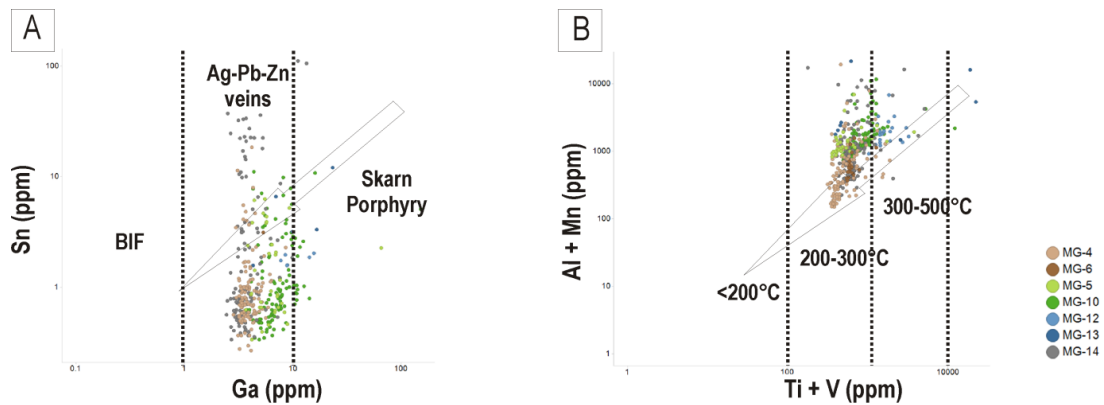 A
Ag-Pb-Zn
veins
Skarn
Porphyry
BIF
Sn (ppm)
100
10
1
0.1
1
10
100
Ga (ppm)
B
Al + Mn (ppm)
10000
1000
100
10
1
300-500°C
200-300°C
<200°C
1
100
10000
Ti + V (ppm)
MG-4
MG-6
MG-5
MG-10
MG-12
MG-13
MG-14